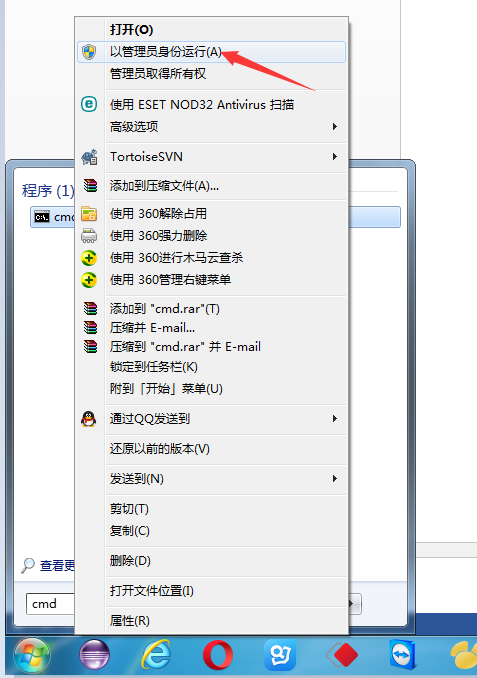 打开(O)
以管理员身份运行(A)
管理员取得所有权
使用 ESET NOD32 Antivirus 扫描
高级选项
TortoiseSVN
程序 (1)
添加到压缩文件(A)...
cmd
使用 360解除占用
使用 360强力删除
使用 360进行木马云查杀
使用 360管理右键菜单
添加到 "cmd.rar"(T)
压缩并 E-mail...
压缩到 "cmd.rar" 并 E-mail
锁定到任务栏(K)
附到「开始」菜单(U)
通过QQ发送到
还原以前的版本(V)
发送到(N)
剪切(T)
复制(C)
删除(D)
查看更
打开文件位置(I)
cmd
属性(R)